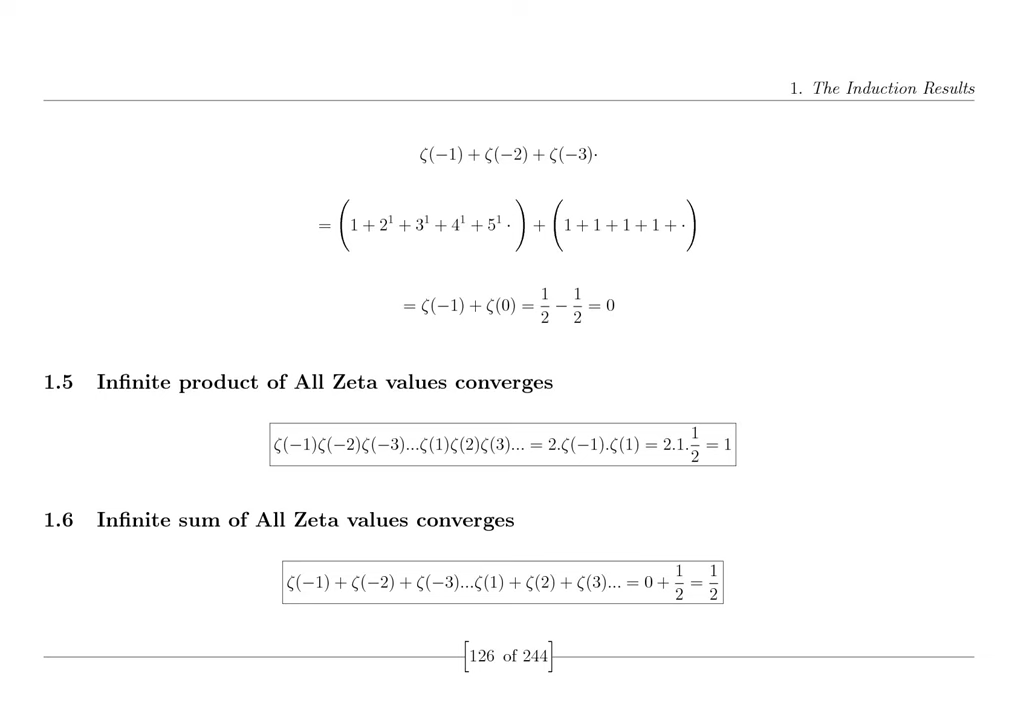 1. The Induction Results
ζ(−1) + ζ(−2) + ζ(−3)·
= (1 + 2¹ + 3¹ + 4¹ + 5¹ ·) + (1 + 1 + 1 + 1 + ·)
= ζ(−1) + ζ(0) = 1/2 − 1/2 = 0
1.5 Infinite product of All Zeta values converges
ζ(−1)ζ(−2)ζ(−3)...ζ(1)ζ(2)ζ(3)... = 2.ζ(−1).ζ(1) = 2.1.1/2 = 1
1.6 Infinite sum of All Zeta values converges
ζ(−1) + ζ(−2) + ζ(−3)...ζ(1) + ζ(2) + ζ(3)... = 0 + 1/2 = 1/2
[126 of 244]